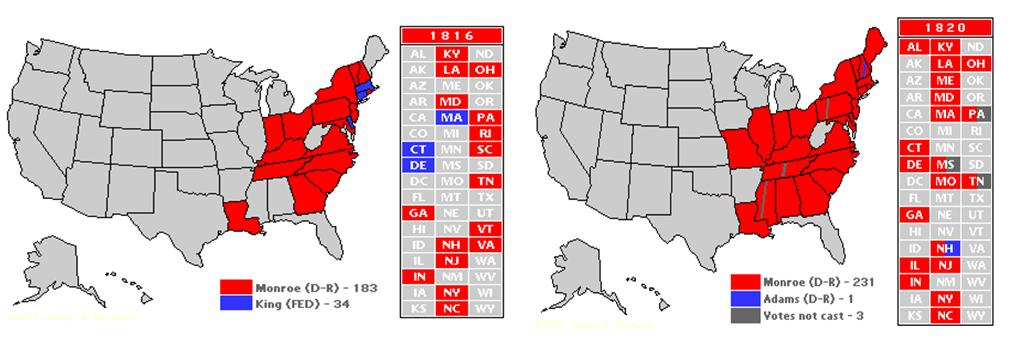 1816
AL KY ND
AK LA OH
AZ ME OK
AR MD OR
CA MA PA
CO MI RI
CT MN SC
DE MS SD
DC MO TN
FL MT TX
GA NE UT
HI NV VT
ID NH VA
IL NJ WA
IN NM WV
IA NY WI
KS NC WY
Monroe (D-R) - 183
King (FED) - 34
1820
AL KY ND
AK LA OH
AZ ME OK
AR MD OR
CA MA PA
CO MI RI
CT MN SC
DE MS SD
DC MO TN
FL MT TX
GA NE UT
HI NV VT
ID NH VA
IL NJ WA
IN NM WV
IA NY WI
KS NC WY
Monroe (D-R) - 231
Adams (D-R) - 1
Votes not cast - 3